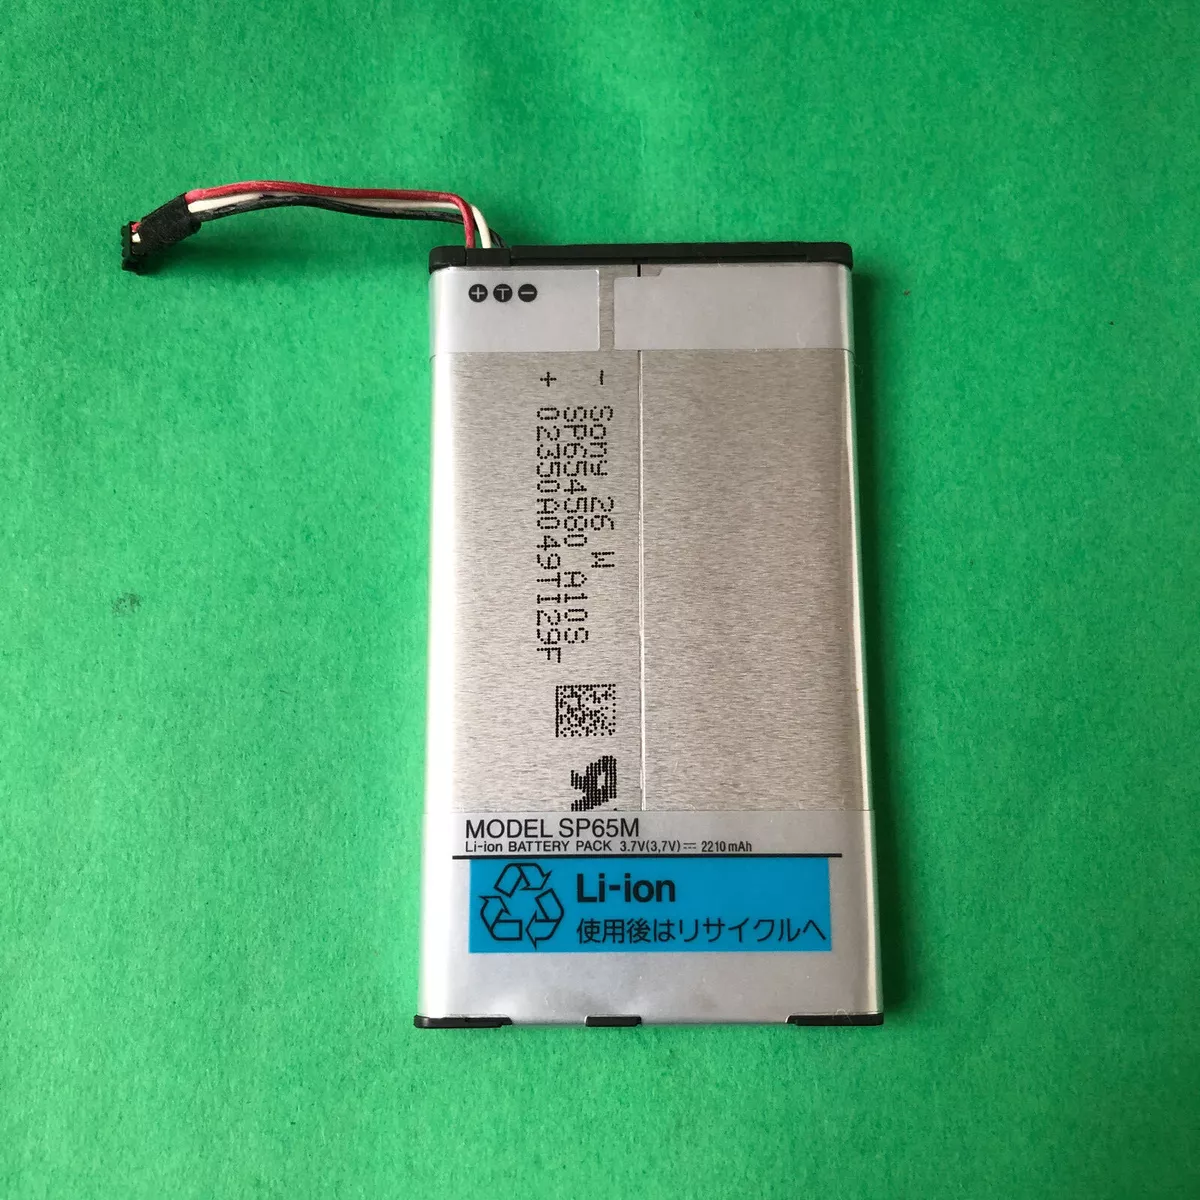 + T −
− Sony 26 W
SP654580 A10S
+ 02350A049TI29F
MODEL SP65M
Li-ion BATTERY PACK 3.7V(3,7V)⎓ 2210mAh
Li-ion
使用後はリサイクルへ